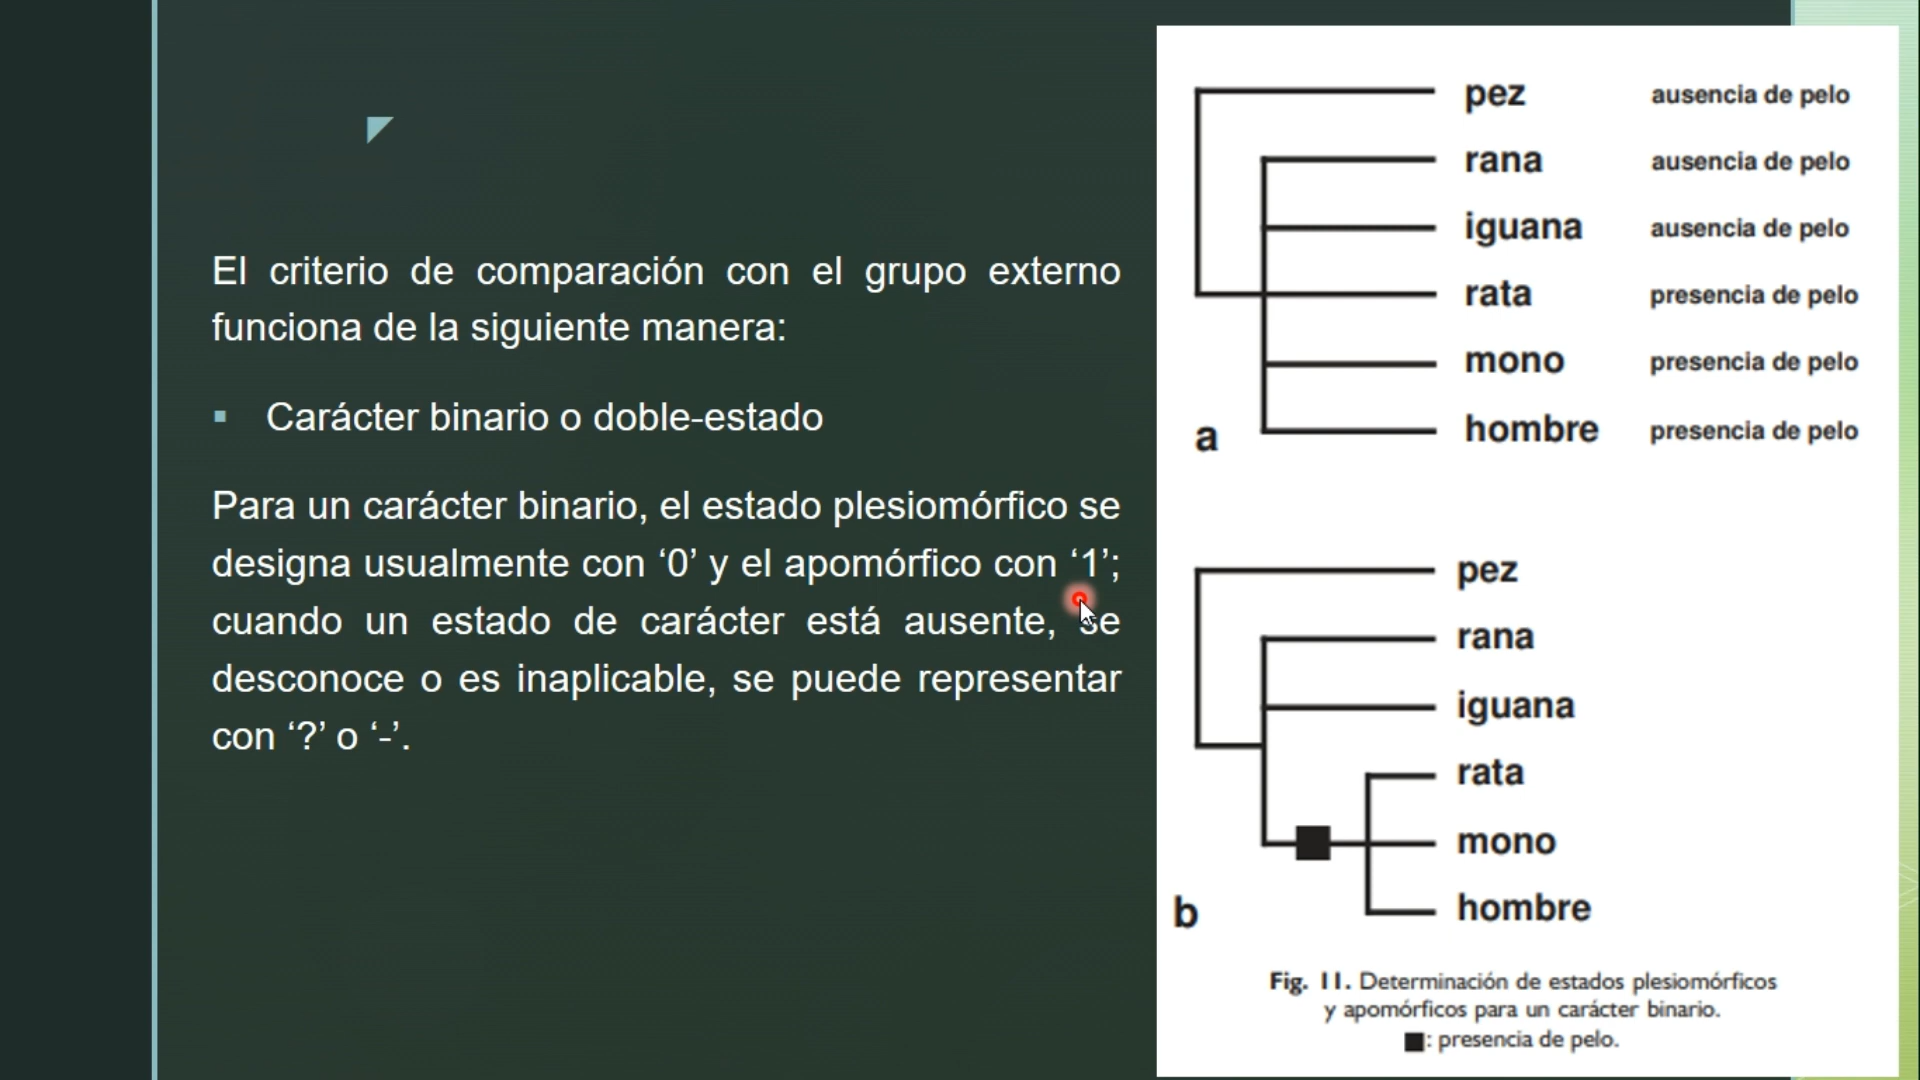 El criterio de comparación con el grupo externo
funciona de la siguiente manera:
▪ Carácter binario o doble-estado
Para un carácter binario, el estado plesiomórfico se
designa usualmente con ‘0’ y el apomórfico con ‘1’;
cuando un estado de carácter está ausente, se
desconoce o es inaplicable, se puede representar
con ‘?’ o ‘-’.
pez ausencia de pelo
rana ausencia de pelo
iguana ausencia de pelo
rata presencia de pelo
mono presencia de pelo
hombre presencia de pelo
a
pez
rana
iguana
rata
mono
hombre
b
Fig. 11. Determinación de estados plesiomórficos
y apomórficos para un carácter binario.
■: presencia de pelo.